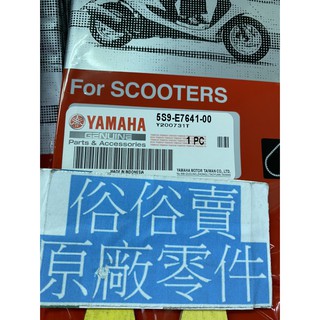 For SCOOTERS
YAMAHA
GENUINE
Parts & Accessories
5S9-E7641-00
Y200731T
1 PC
MADE IN INDONESIA
YAMAHA MOTOR TAIWAN CO., LTD.
俗俗賣
原廠零件